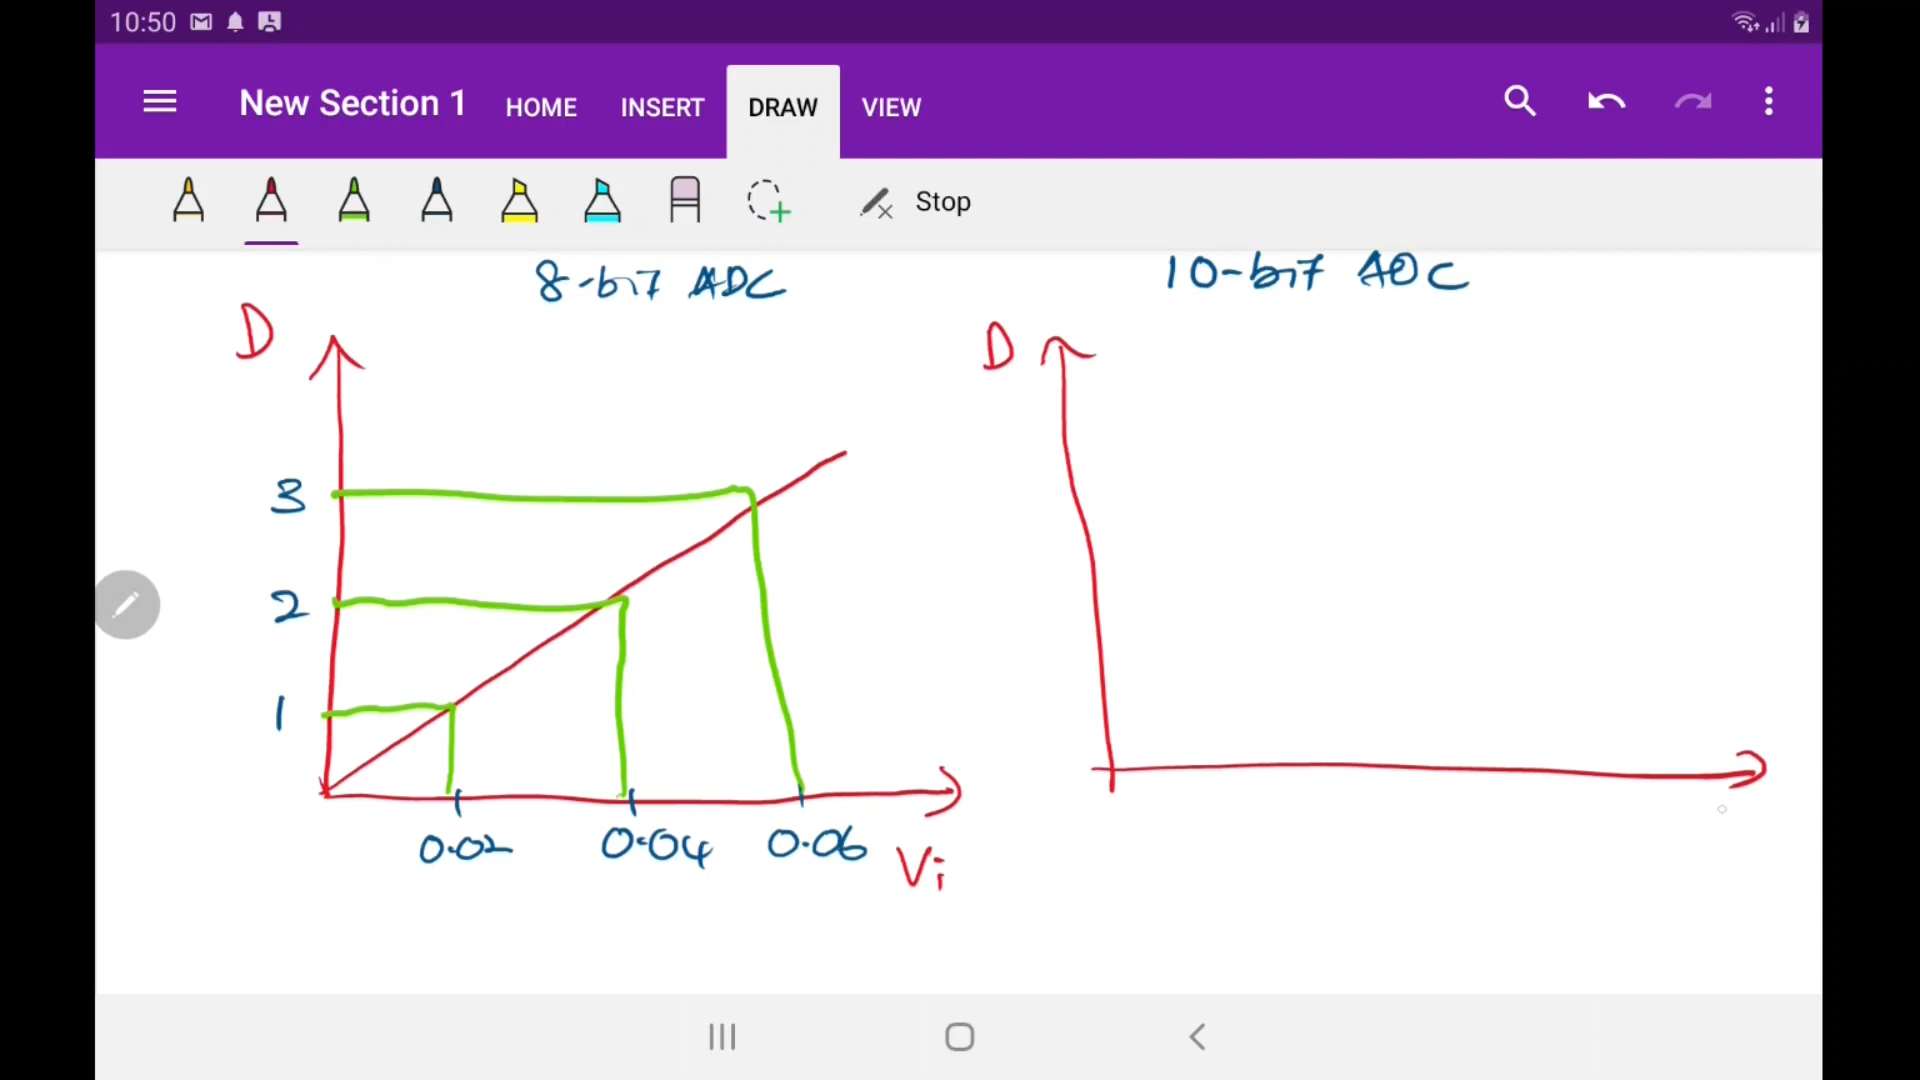 10:50
New Section 1 HOME INSERT DRAW VIEW
Stop
8-bit ADC
10-bit ADC
D
D
3
2
1
0.02 0.04 0.06 Vi